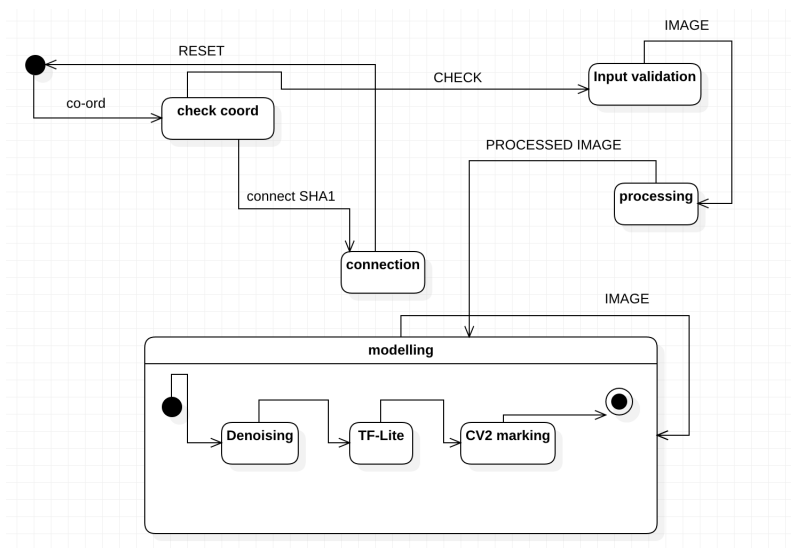 IMAGE
RESET
CHECK
Input validation
co-ord
check coord
PROCESSED IMAGE
connect SHA1
processing
connection
IMAGE
modelling
Denoising
TF-Lite
CV2 marking